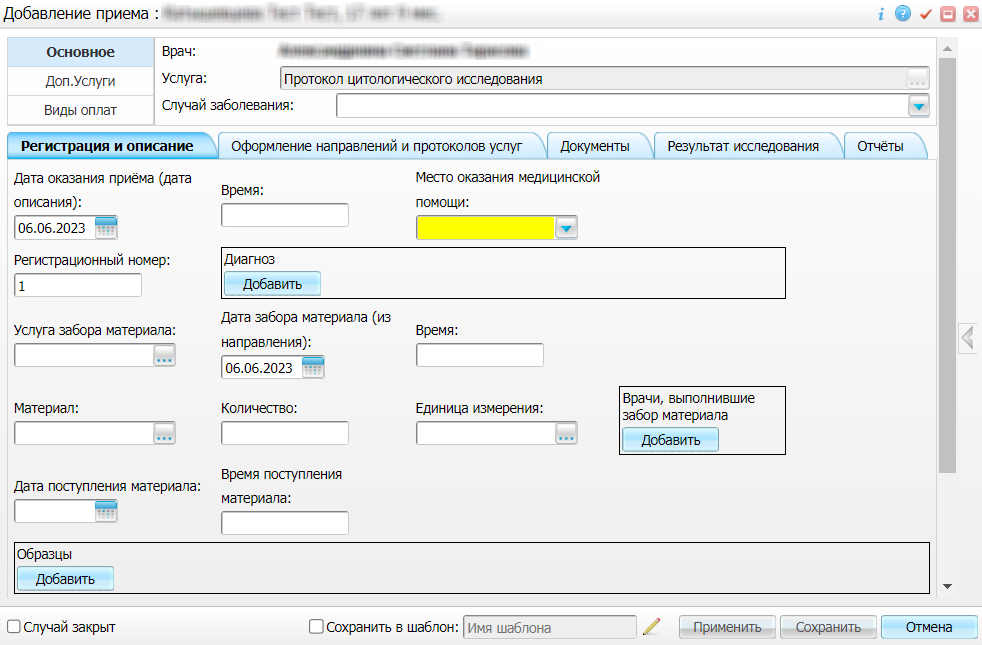 Добавление приема :
Основное
Доп.Услуги
Виды оплат
Врач:
Услуга:
Протокол цитологического исследования
...
Случай заболевания:
Регистрация и описание
Оформление направлений и протоколов услуг
Документы
Результат исследования
Отчёты
Дата оказания приёма (дата
описания):
06.06.2023
Время:
Место оказания медицинской
помощи:
Регистрационный номер:
1
Диагноз
Добавить
Услуга забора материала:
...
Дата забора материала (из
направления):
06.06.2023
Время:
Материал:
...
Количество:
Единица измерения:
...
Врачи, выполнившие
забор материала
Добавить
Дата поступления материала:
Время поступления
материала:
Образцы
Добавить
Случай закрыт
Сохранить в шаблон:
Имя шаблона
Применить
Сохранить
Отмена